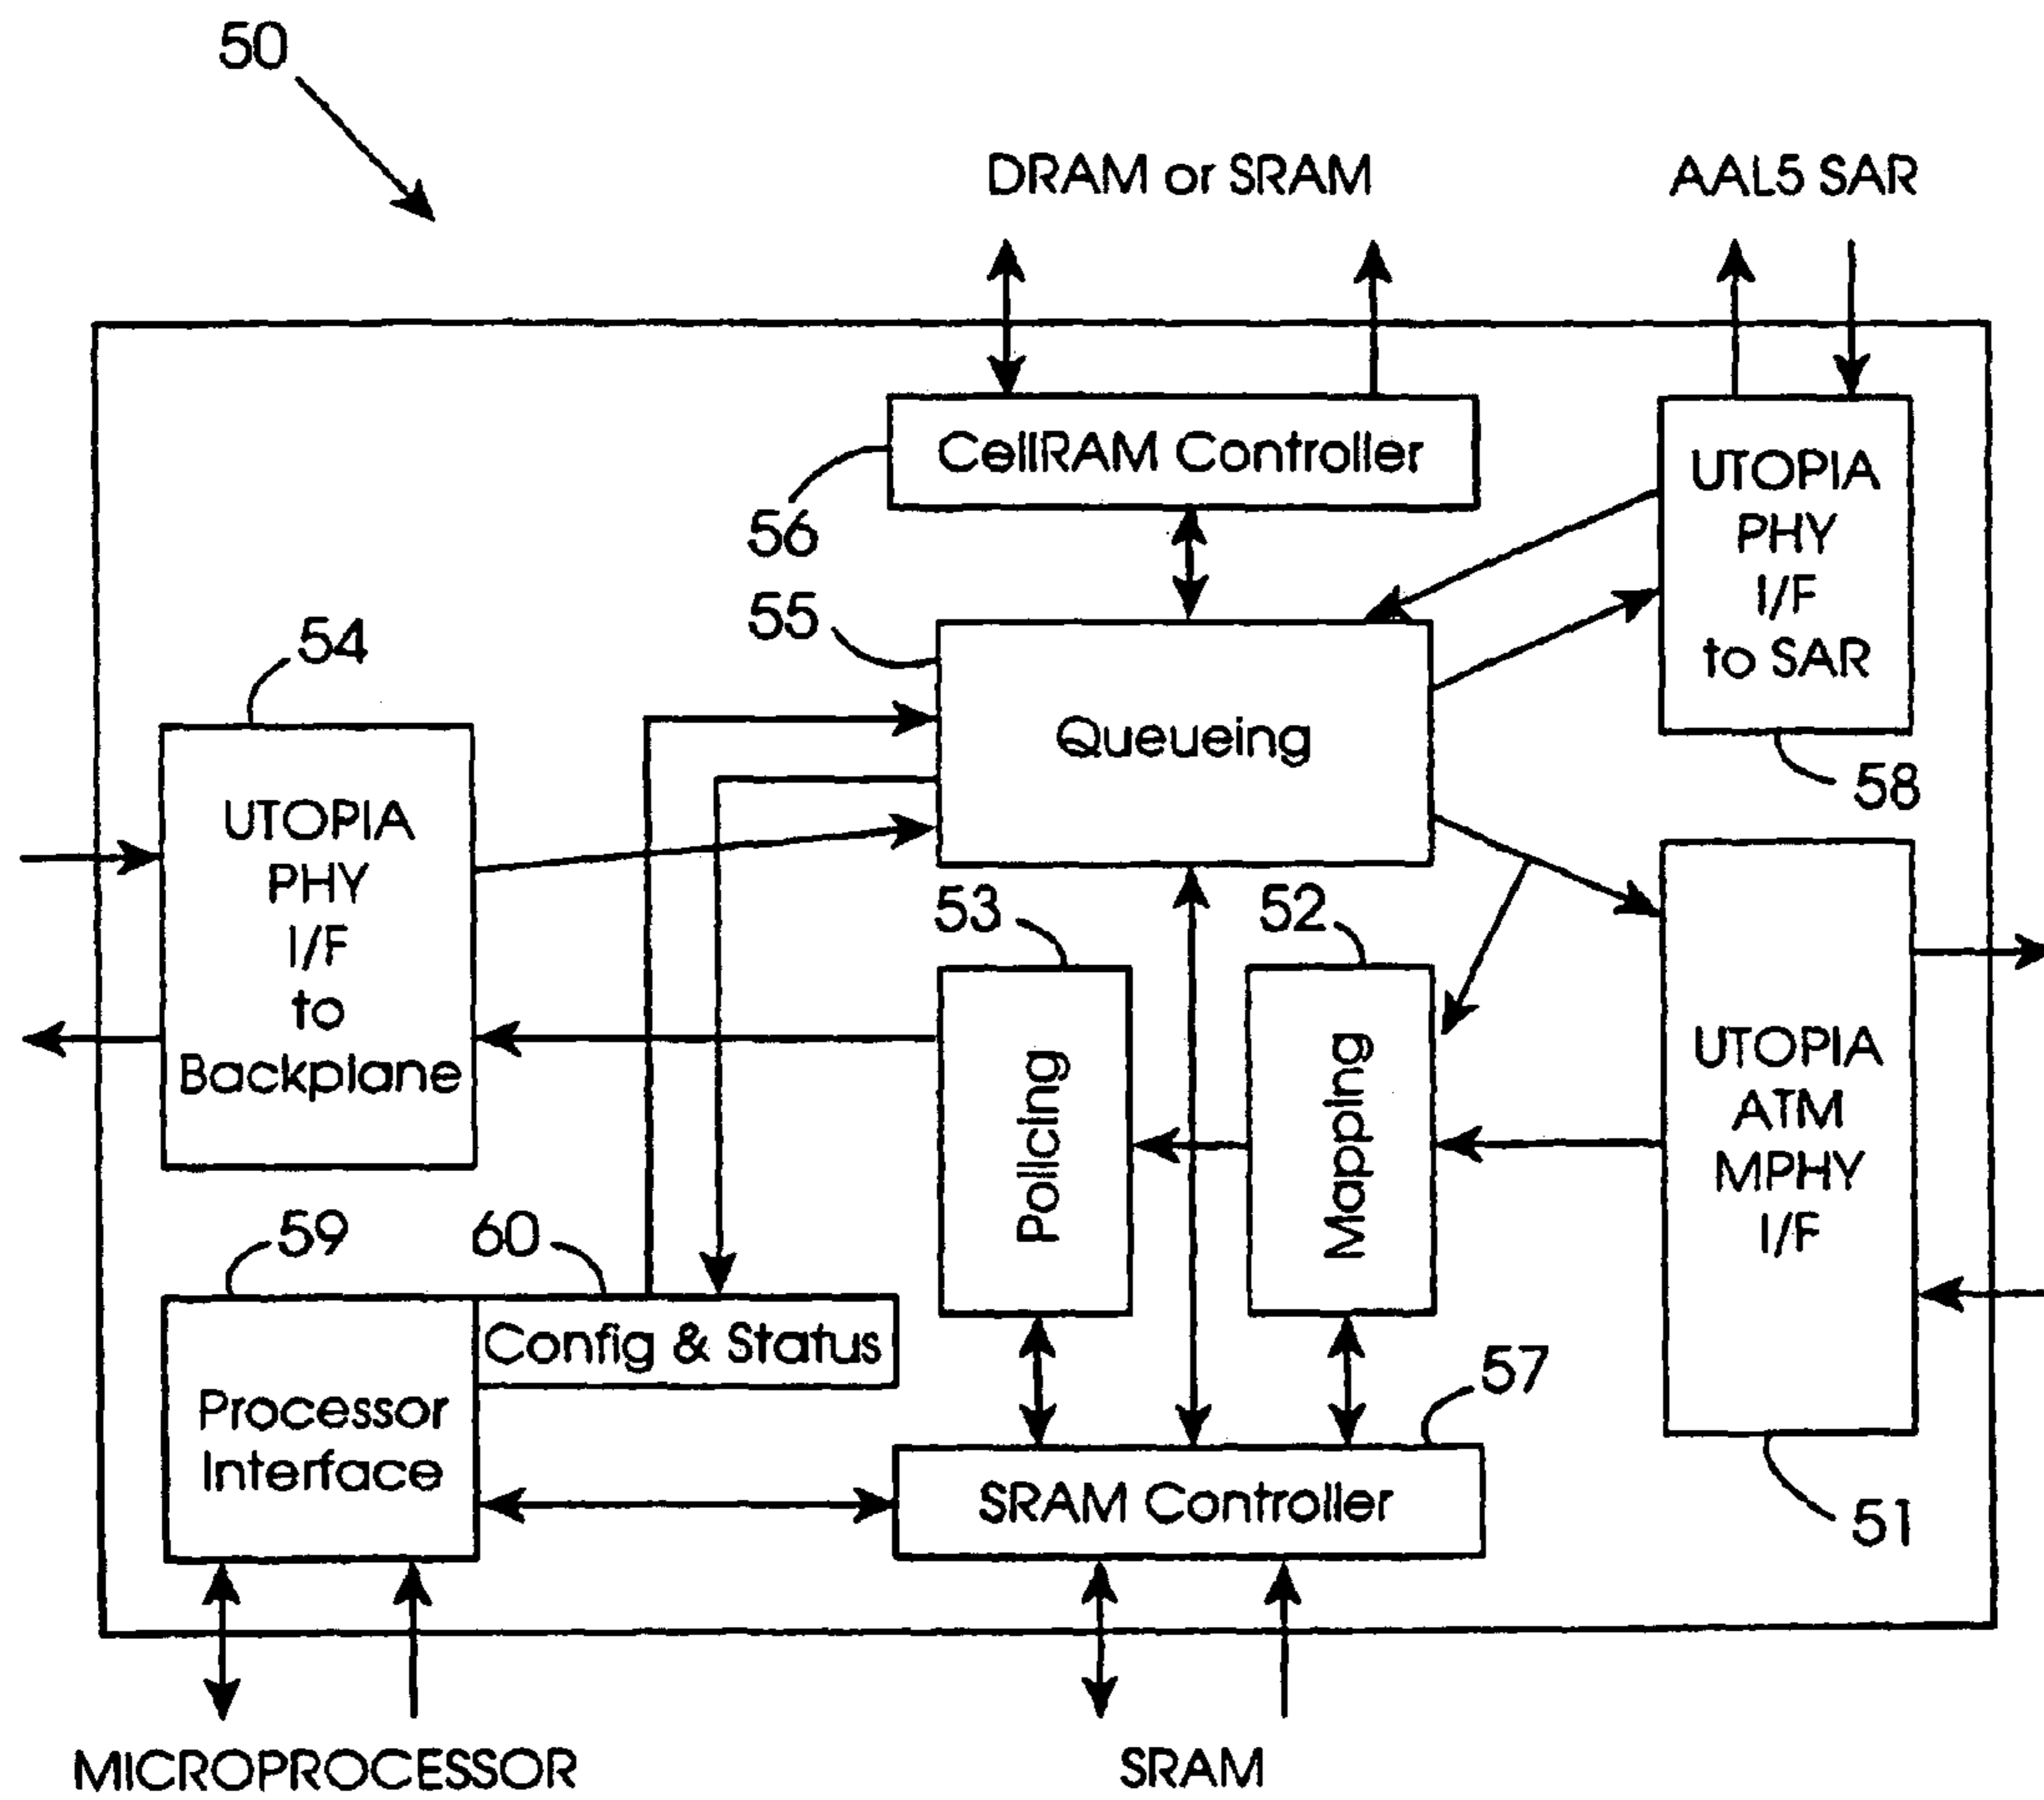 50
DRAM or SRAM
AAL5 SAR
CellRAM Controller
56
UTOPIA
PHY
I/F
to SAR
58
55
Queueing
54
UTOPIA
PHY
I/F
to
Backplane
53
Policing
52
Mapping
UTOPIA
ATM
MPHY
I/F
51
59
60
Config & Status
Processor
Interface
57
SRAM Controller
MICROPROCESSOR
SRAM